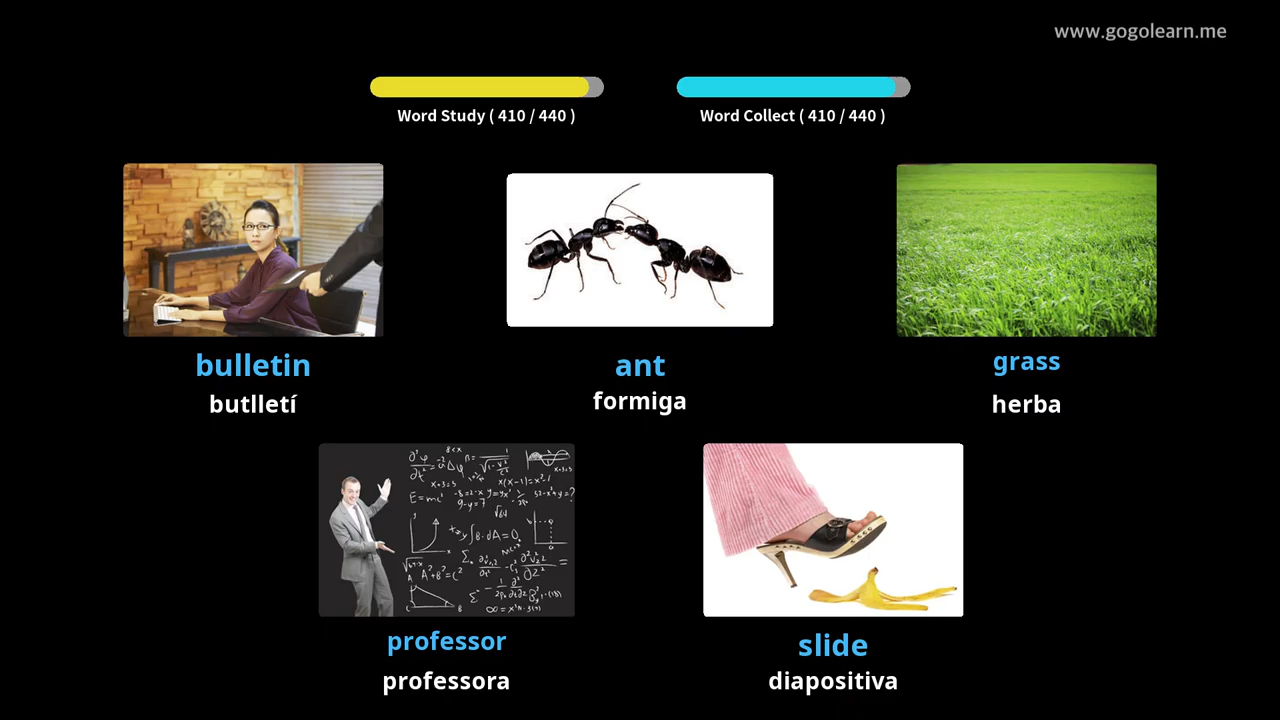 www.gogolearn.me
Word Study ( 410 / 440 )
Word Collect ( 410 / 440 )
bulletin
butlletí
ant
formiga
grass
herba
professor
professora
slide
diapositiva